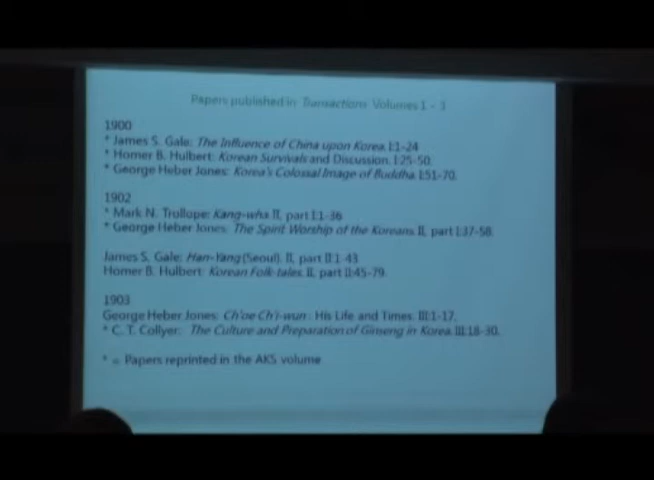 Papers published in Transactions Volumes 1 - 3
1900
* James S. Gale: The Influence of China upon Korea. I:1-24
* Homer B. Hulbert: Korean Survivals and Discussion. I:25-50.
* George Heber Jones: Korea's Colossal Image of Buddha. I:51-70.
1902
* Mark N. Trollope: Kang-wha II, part I:1-36
* George Heber Jones: The Spirit Worship of the Koreans. II, part I:37-58.
James S. Gale: Han-Yang (Seoul). II, part II:1-43
Homer B. Hulbert: Korean Folk-tales. II, part II:45-79.
1903
George Heber Jones: Ch'oe Ch'i-wun: His Life and Times. III:1-17.
* C. T. Collyer: The Culture and Preparation of Ginseng in Korea. III:18-30.
* = Papers reprinted in the AKS volume